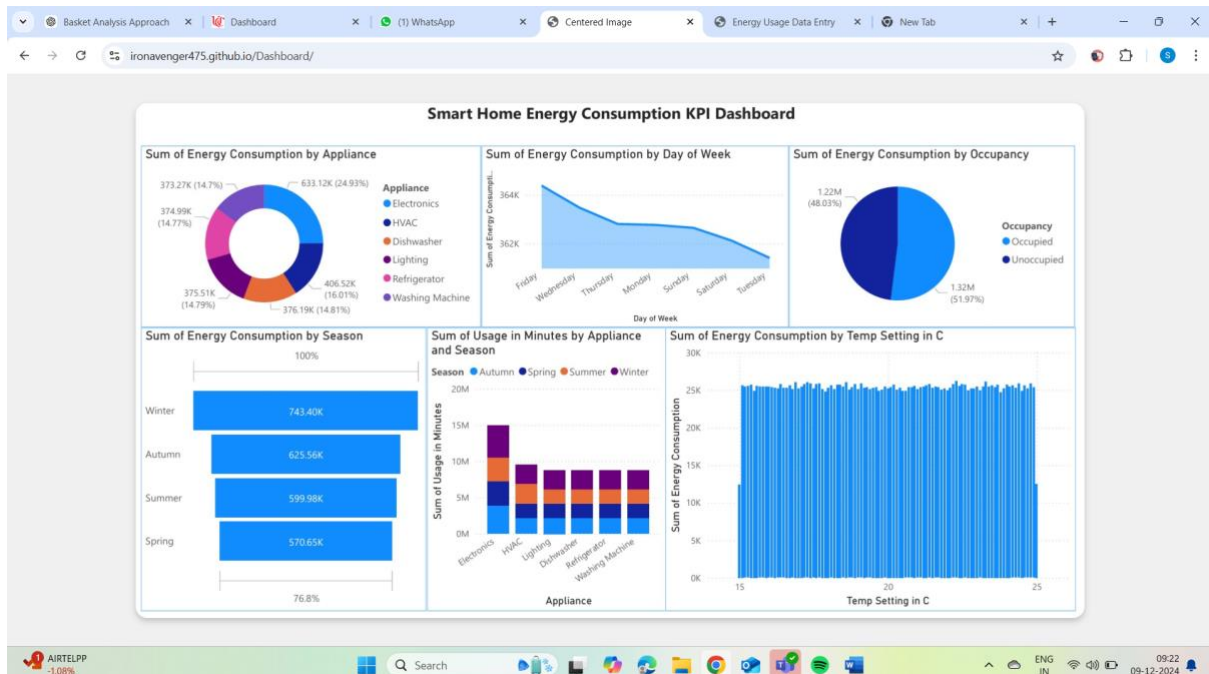 Basket Analysis Approach
Dashboard
(1) WhatsApp
Centered Image
Energy Usage Data Entry
New Tab
ironavenger475.github.io/Dashboard/
S
Smart Home Energy Consumption KPI Dashboard
Sum of Energy Consumption by Appliance
373.27K (14.7%)
633.12K (24.93%)
374.99K
(14.77%)
375.51K
(14.79%)
406.52K
(16.01%)
376.19K (14.81%)
Appliance
Electronics
HVAC
Dishwasher
Lighting
Refrigerator
Washing Machine
Sum of Energy Consumption by Day of Week
Sum of Energy Consumpti...
364K
362K
Friday
Wednesday
Thursday
Monday
Sunday
Saturday
Tuesday
Day of Week
Sum of Energy Consumption by Occupancy
1.22M
(48.03%)
1.32M
(51.97%)
Occupancy
Occupied
Unoccupied
Sum of Energy Consumption by Season
100%
Winter
743.40K
Autumn
625.56K
Summer
599.98K
Spring
570.65K
76.8%
Sum of Usage in Minutes by Appliance
and Season
Season Autumn Spring Summer Winter
Sum of Usage in Minutes
20M
15M
10M
5M
0M
Electronics
HVAC
Lighting
Dishwasher
Refrigerator
Washing Machine
Appliance
Sum of Energy Consumption by Temp Setting in C
Sum of Energy Consumption
30K
25K
20K
15K
10K
5K
0K
15
20
25
Temp Setting in C
1
AIRTELPP
-1.08%
Search
ENG
IN
09:22
09-12-2024